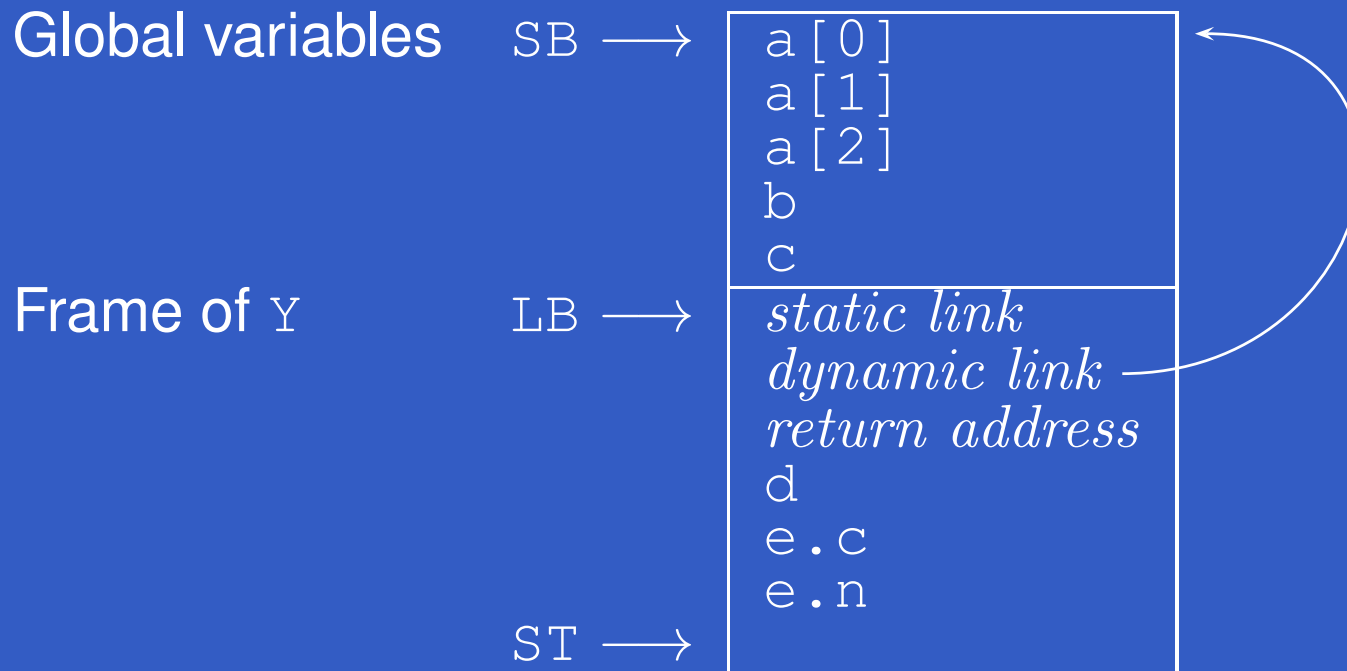 Global variables SB → a[0]
a[1]
a[2]
b
c
Frame of Y LB → static link
dynamic link
return address
d
e.c
e.n
ST →